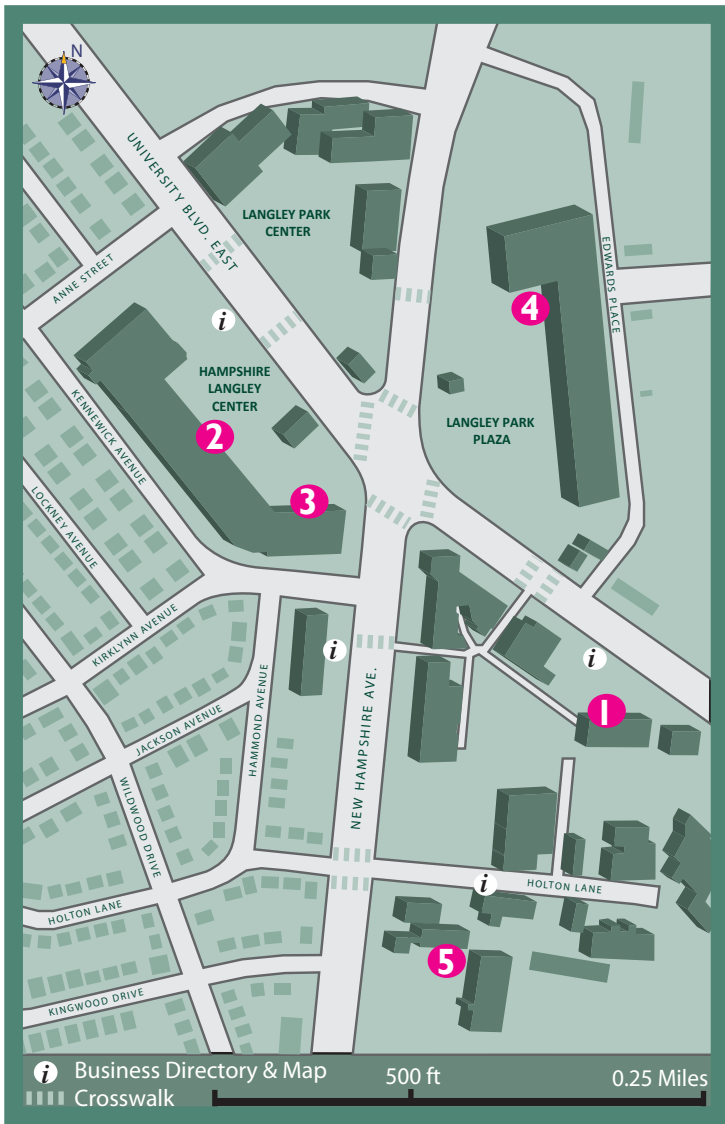 N
UNIVERSITY BLVD. EAST
LANGLEY PARK
CENTER
ANNE STREET
EDWARDS PLACE
4
i
HAMPSHIRE
LANGLEY
CENTER
KENNEWICK AVENUE
2
LANGLEY PARK
PLAZA
LOCKNEY AVENUE
3
KIRKLYNN AVENUE
i
i
HAMMOND AVENUE
NEW HAMPSHIRE AVE.
1
JACKSON AVENUE
WILDWOOD DRIVE
i
HOLTON LANE
HOLTON LANE
5
KINGWOOD DRIVE
i Business Directory & Map
Crosswalk
500 ft
0.25 Miles